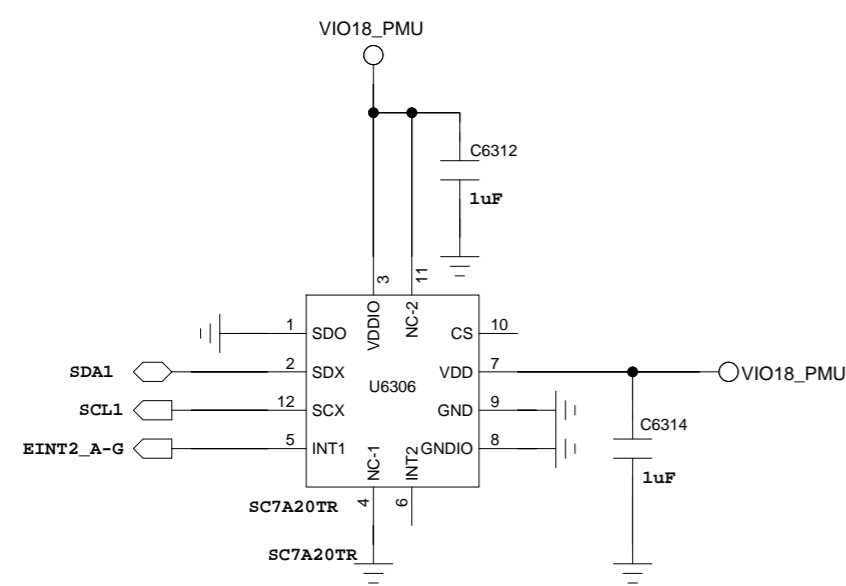 VIO18_PMU
C6312
1uF
3
11
VDDIO
NC-2
1
SDO
CS
10
SDA1
2
SDX
VDD
7
VIO18_PMU
U6306
SCL1
12
SCX
GND
9
C6314
EINT2_A-G
5
INT1
GNDIO
8
NC-1
INT2
1uF
SC7A20TR
4
6
SC7A20TR